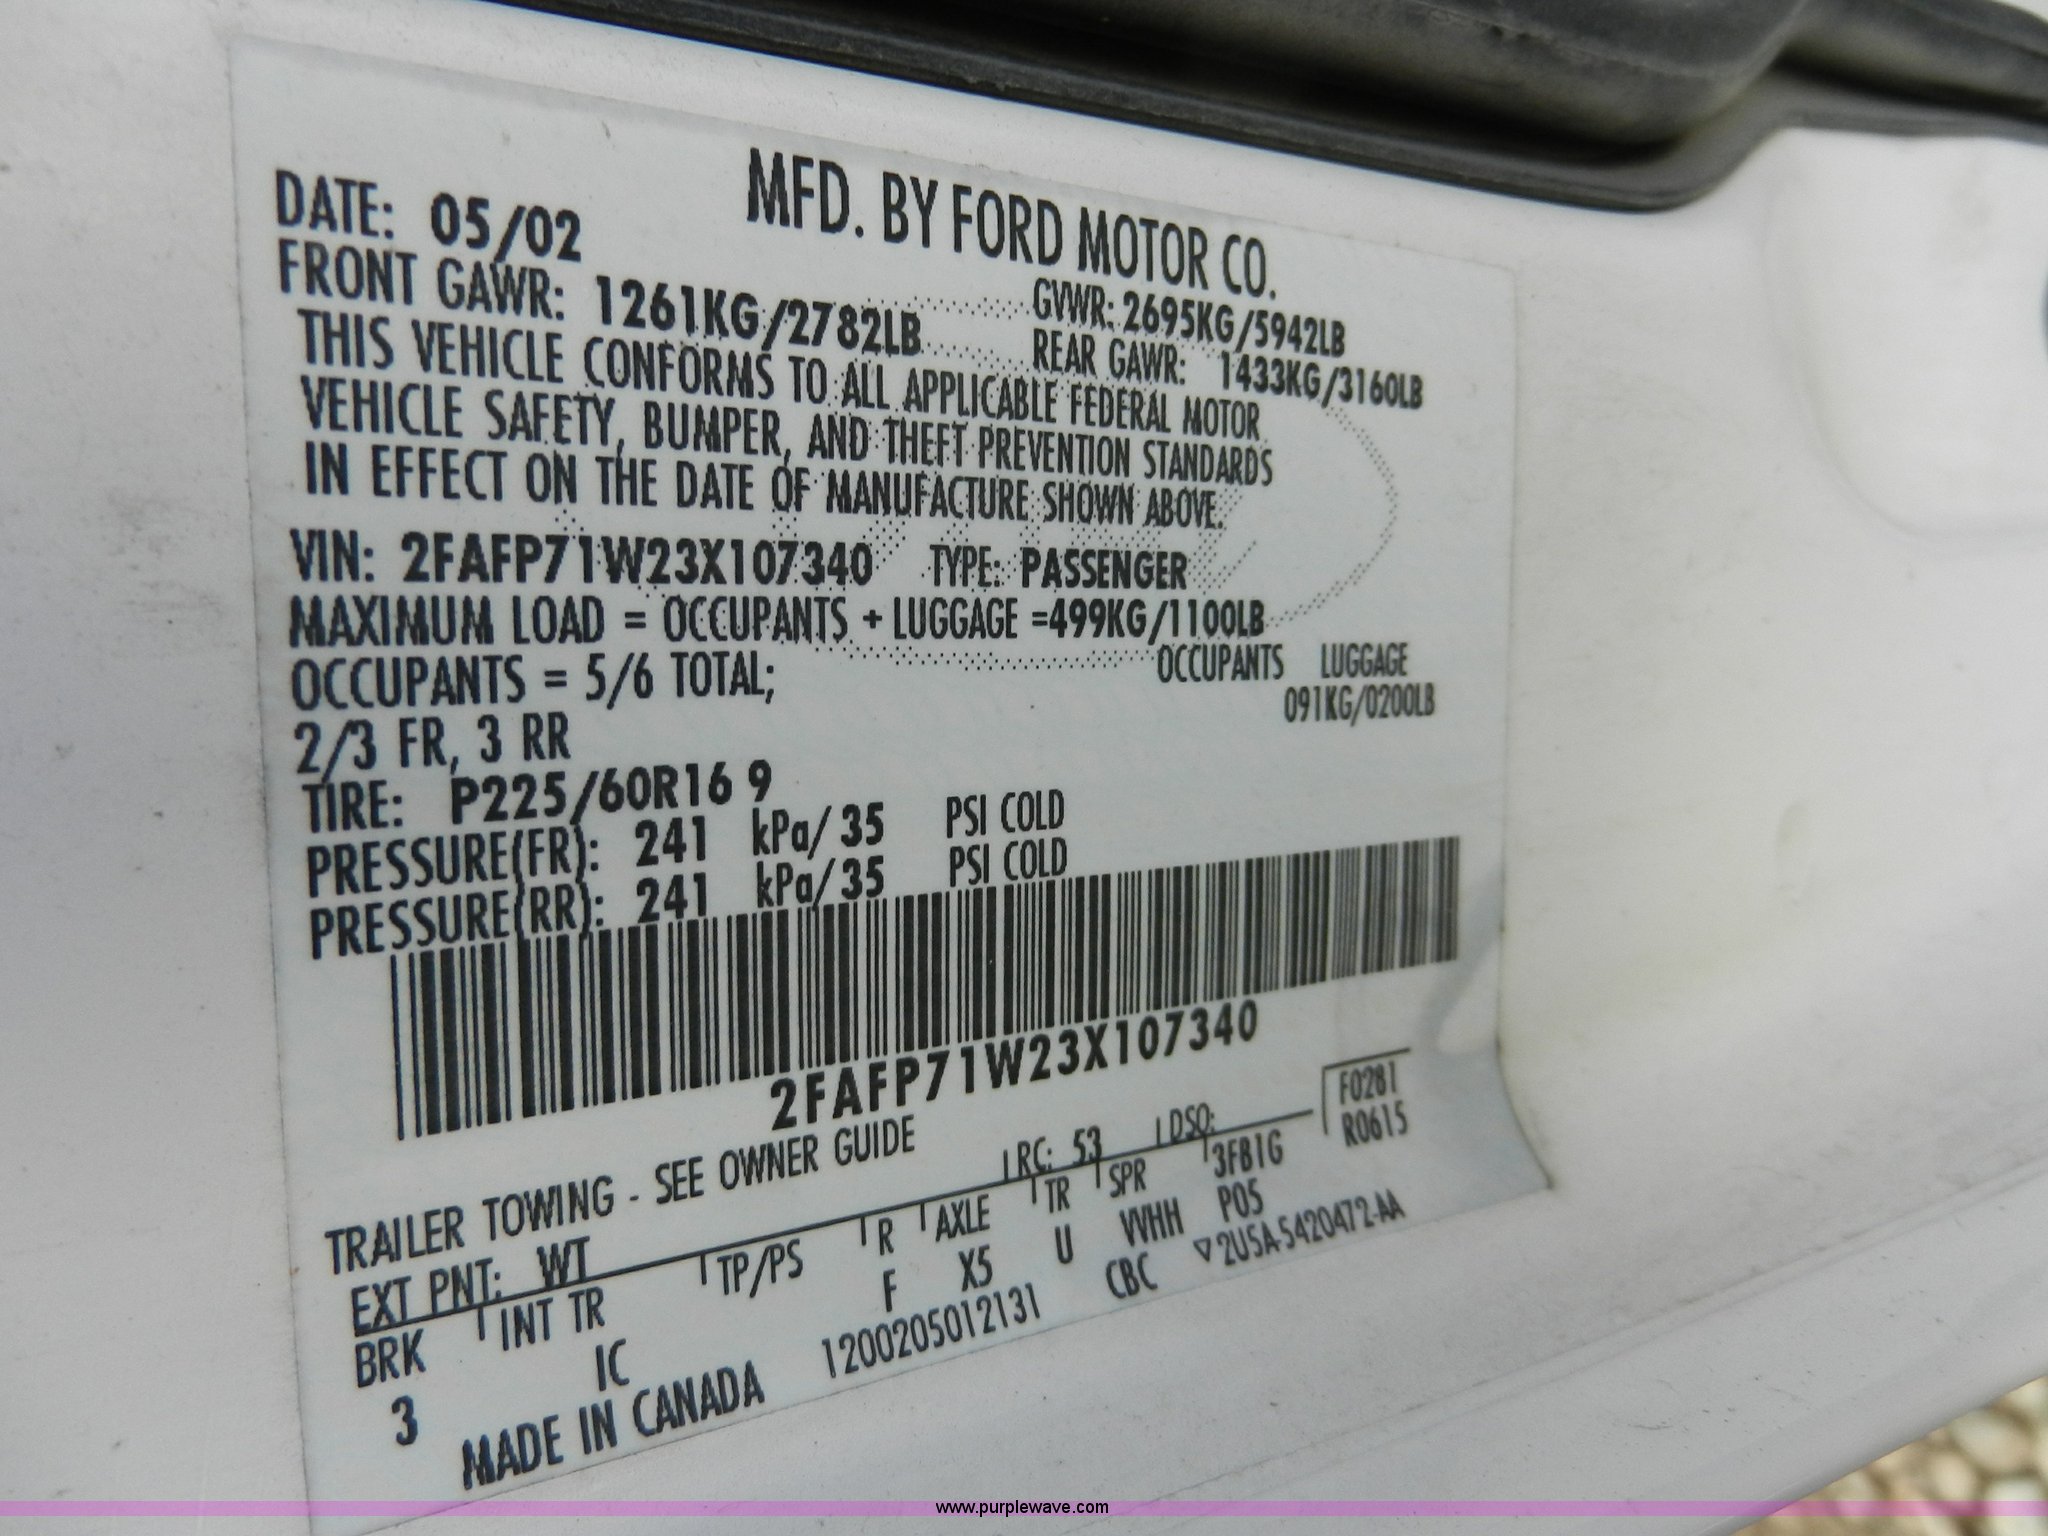 MFD. BY FORD MOTOR CO.
DATE: 05/02
GVWR: 2695KG/5942LB
FRONT GAWR: 1261KG/2782LB
REAR GAWR: 1433KG/3160LB
THIS VEHICLE CONFORMS TO ALL APPLICABLE FEDERAL MOTOR
VEHICLE SAFETY, BUMPER, AND THEFT PREVENTION STANDARDS
IN EFFECT ON THE DATE OF MANUFACTURE SHOWN ABOVE.
VIN: 2FAFP71W23X107340 TYPE: PASSENGER
MAXIMUM LOAD = OCCUPANTS + LUGGAGE =499KG/1100LB
OCCUPANTS LUGGAGE
OCCUPANTS = 5/6 TOTAL;
091KG/0200LB
2/3 FR, 3 RR
TIRE: P225/60R16 9
PRESSURE(FR): 241 kPa/ 35 PSI COLD
PRESSURE(RR): 241 kPa/ 35 PSI COLD
2FAFP71W23X107340
TRAILER TOWING - SEE OWNER GUIDE
F0281
R0615
EXT PNT: WT RC: 53 DSO:
BRK INT TR TP/PS R AXLE TR SPR 3FB1G
3 IC F X5 U VVHH P05
MADE IN CANADA 1200205012131 CBC ▽2U5A-5420472-AA
www.purplewave.com